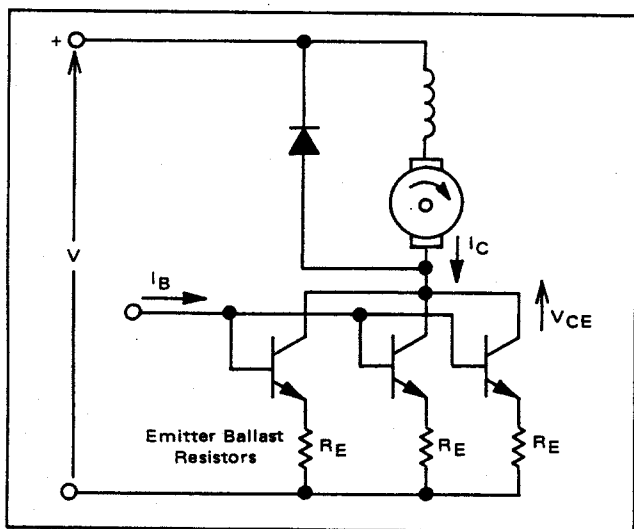 +
V
I_B
I_C
V_CE
Emitter Ballast
Resistors
R_E
R_E
R_E